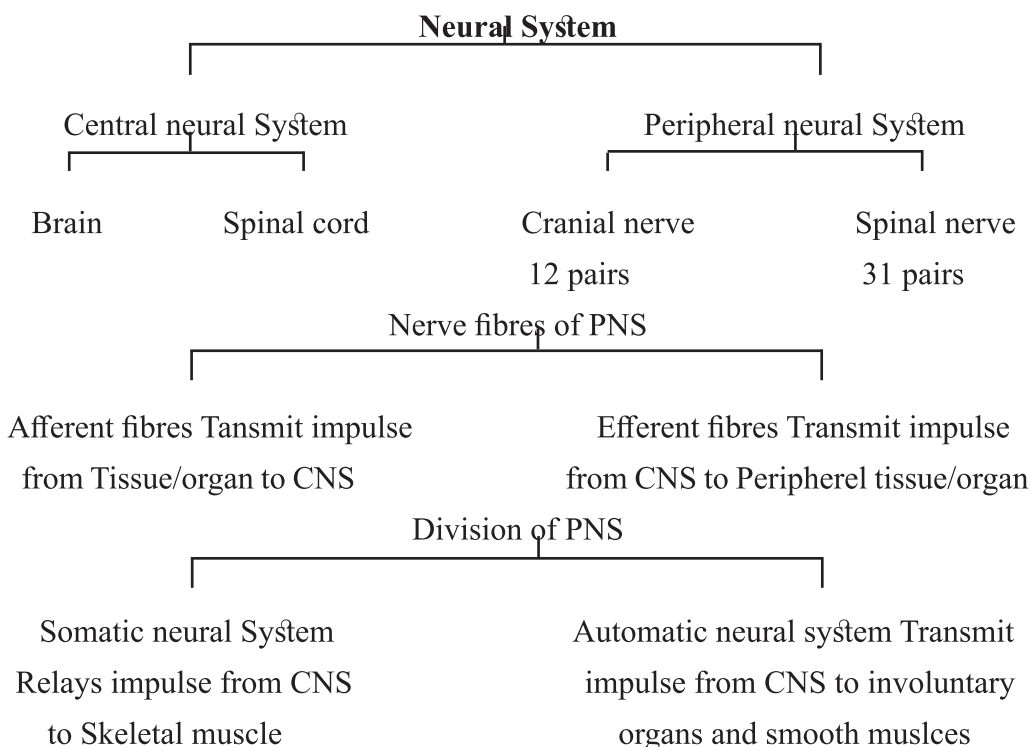 Neural System
Central neural System Peripheral neural System
Brain Spinal cord Cranial nerve Spinal nerve
12 pairs 31 pairs
Nerve fibres of PNS
Afferent fibres Tansmit impulse Efferent fibres Transmit impulse
from Tissue/organ to CNS from CNS to Peripherel tissue/organ
Division of PNS
Somatic neural System Automatic neural system Transmit
Relays impulse from CNS impulse from CNS to involuntary
to Skeletal muscle organs and smooth muslces